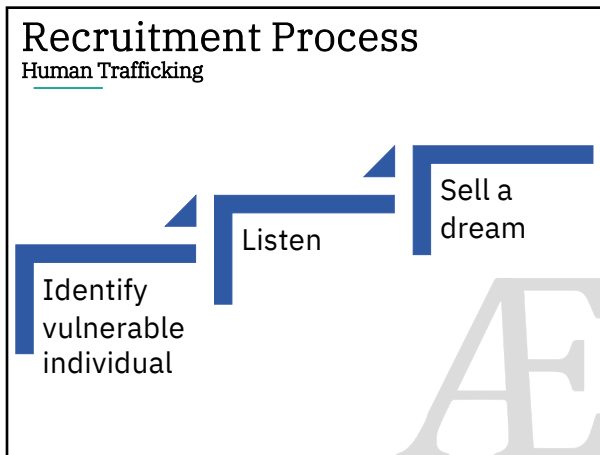 Recruitment Process
Human Trafficking
Sell a
dream
Listen
Identify
vulnerable
individual
Æ